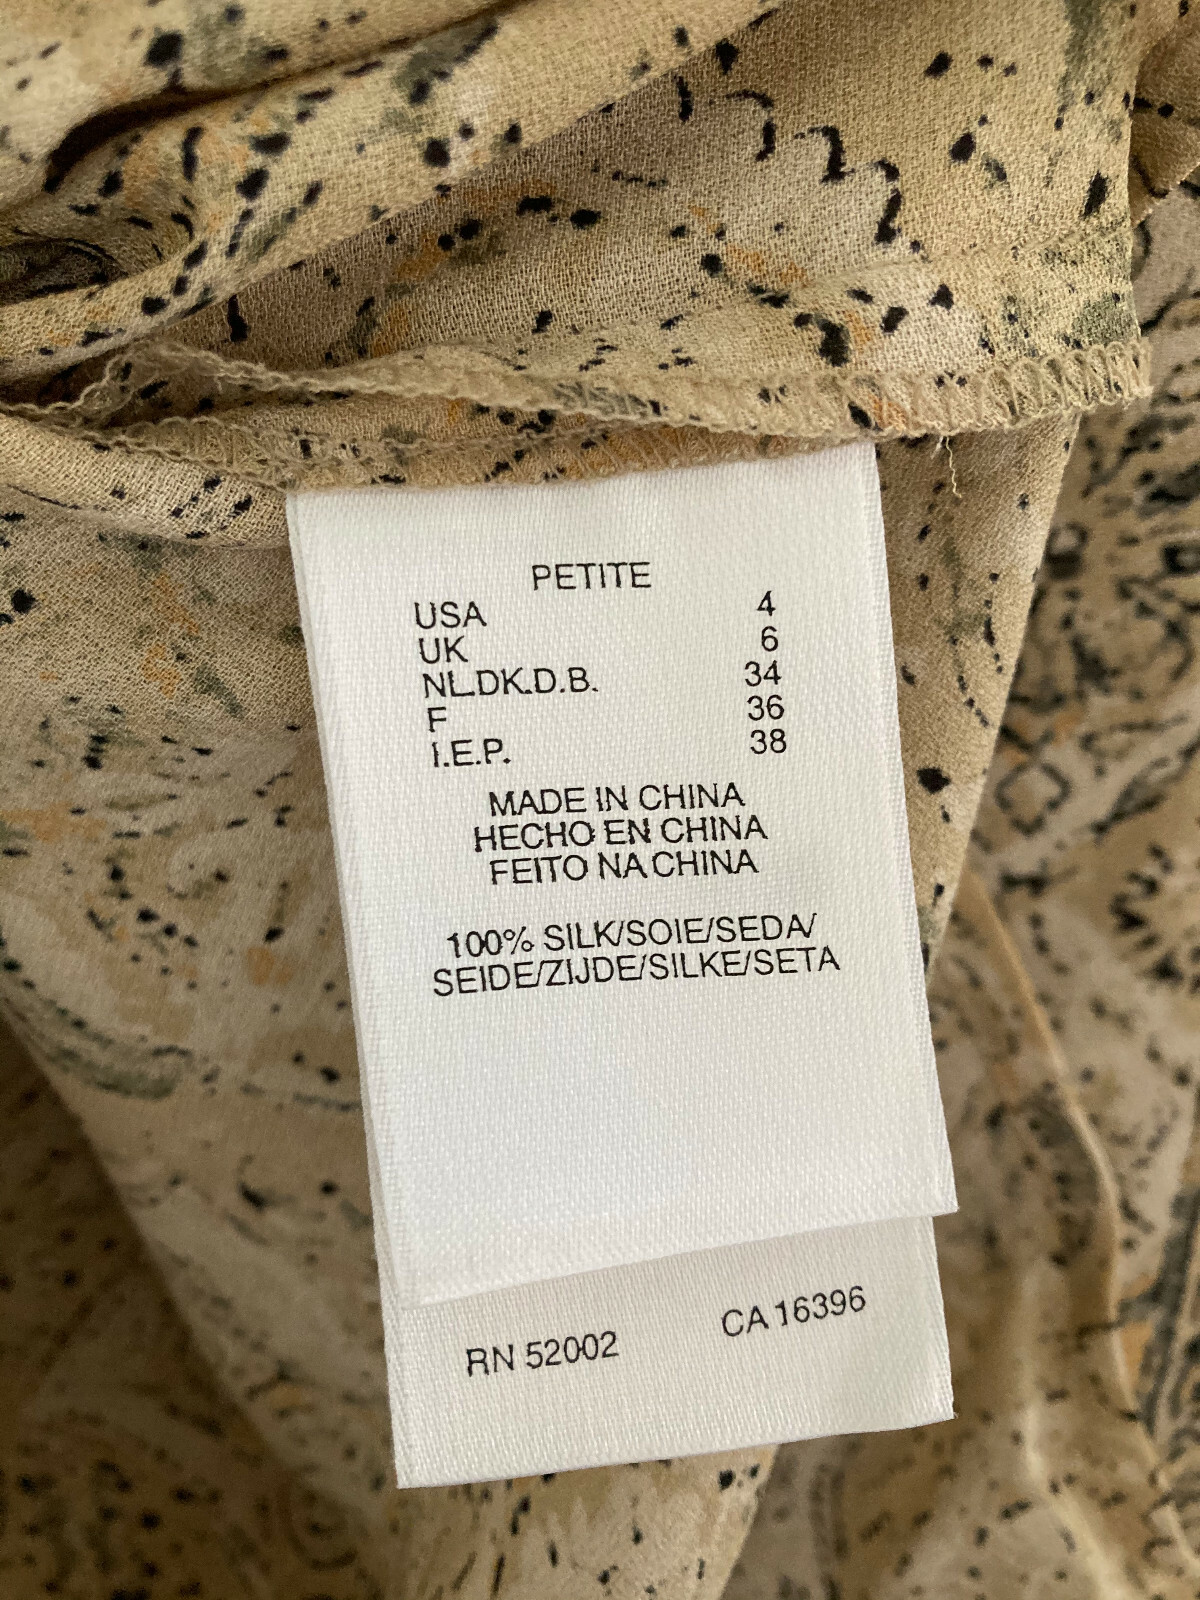 PETITE
USA 4
UK 6
NL.DK.D.B. 34
F 36
I.E.P. 38
MADE IN CHINA
HECHO EN CHINA
FEITO NA CHINA
100% SILK/SOIE/SEDA/
SEIDE/ZIJDE/SILKE/SETA
RN 52002 CA 16396